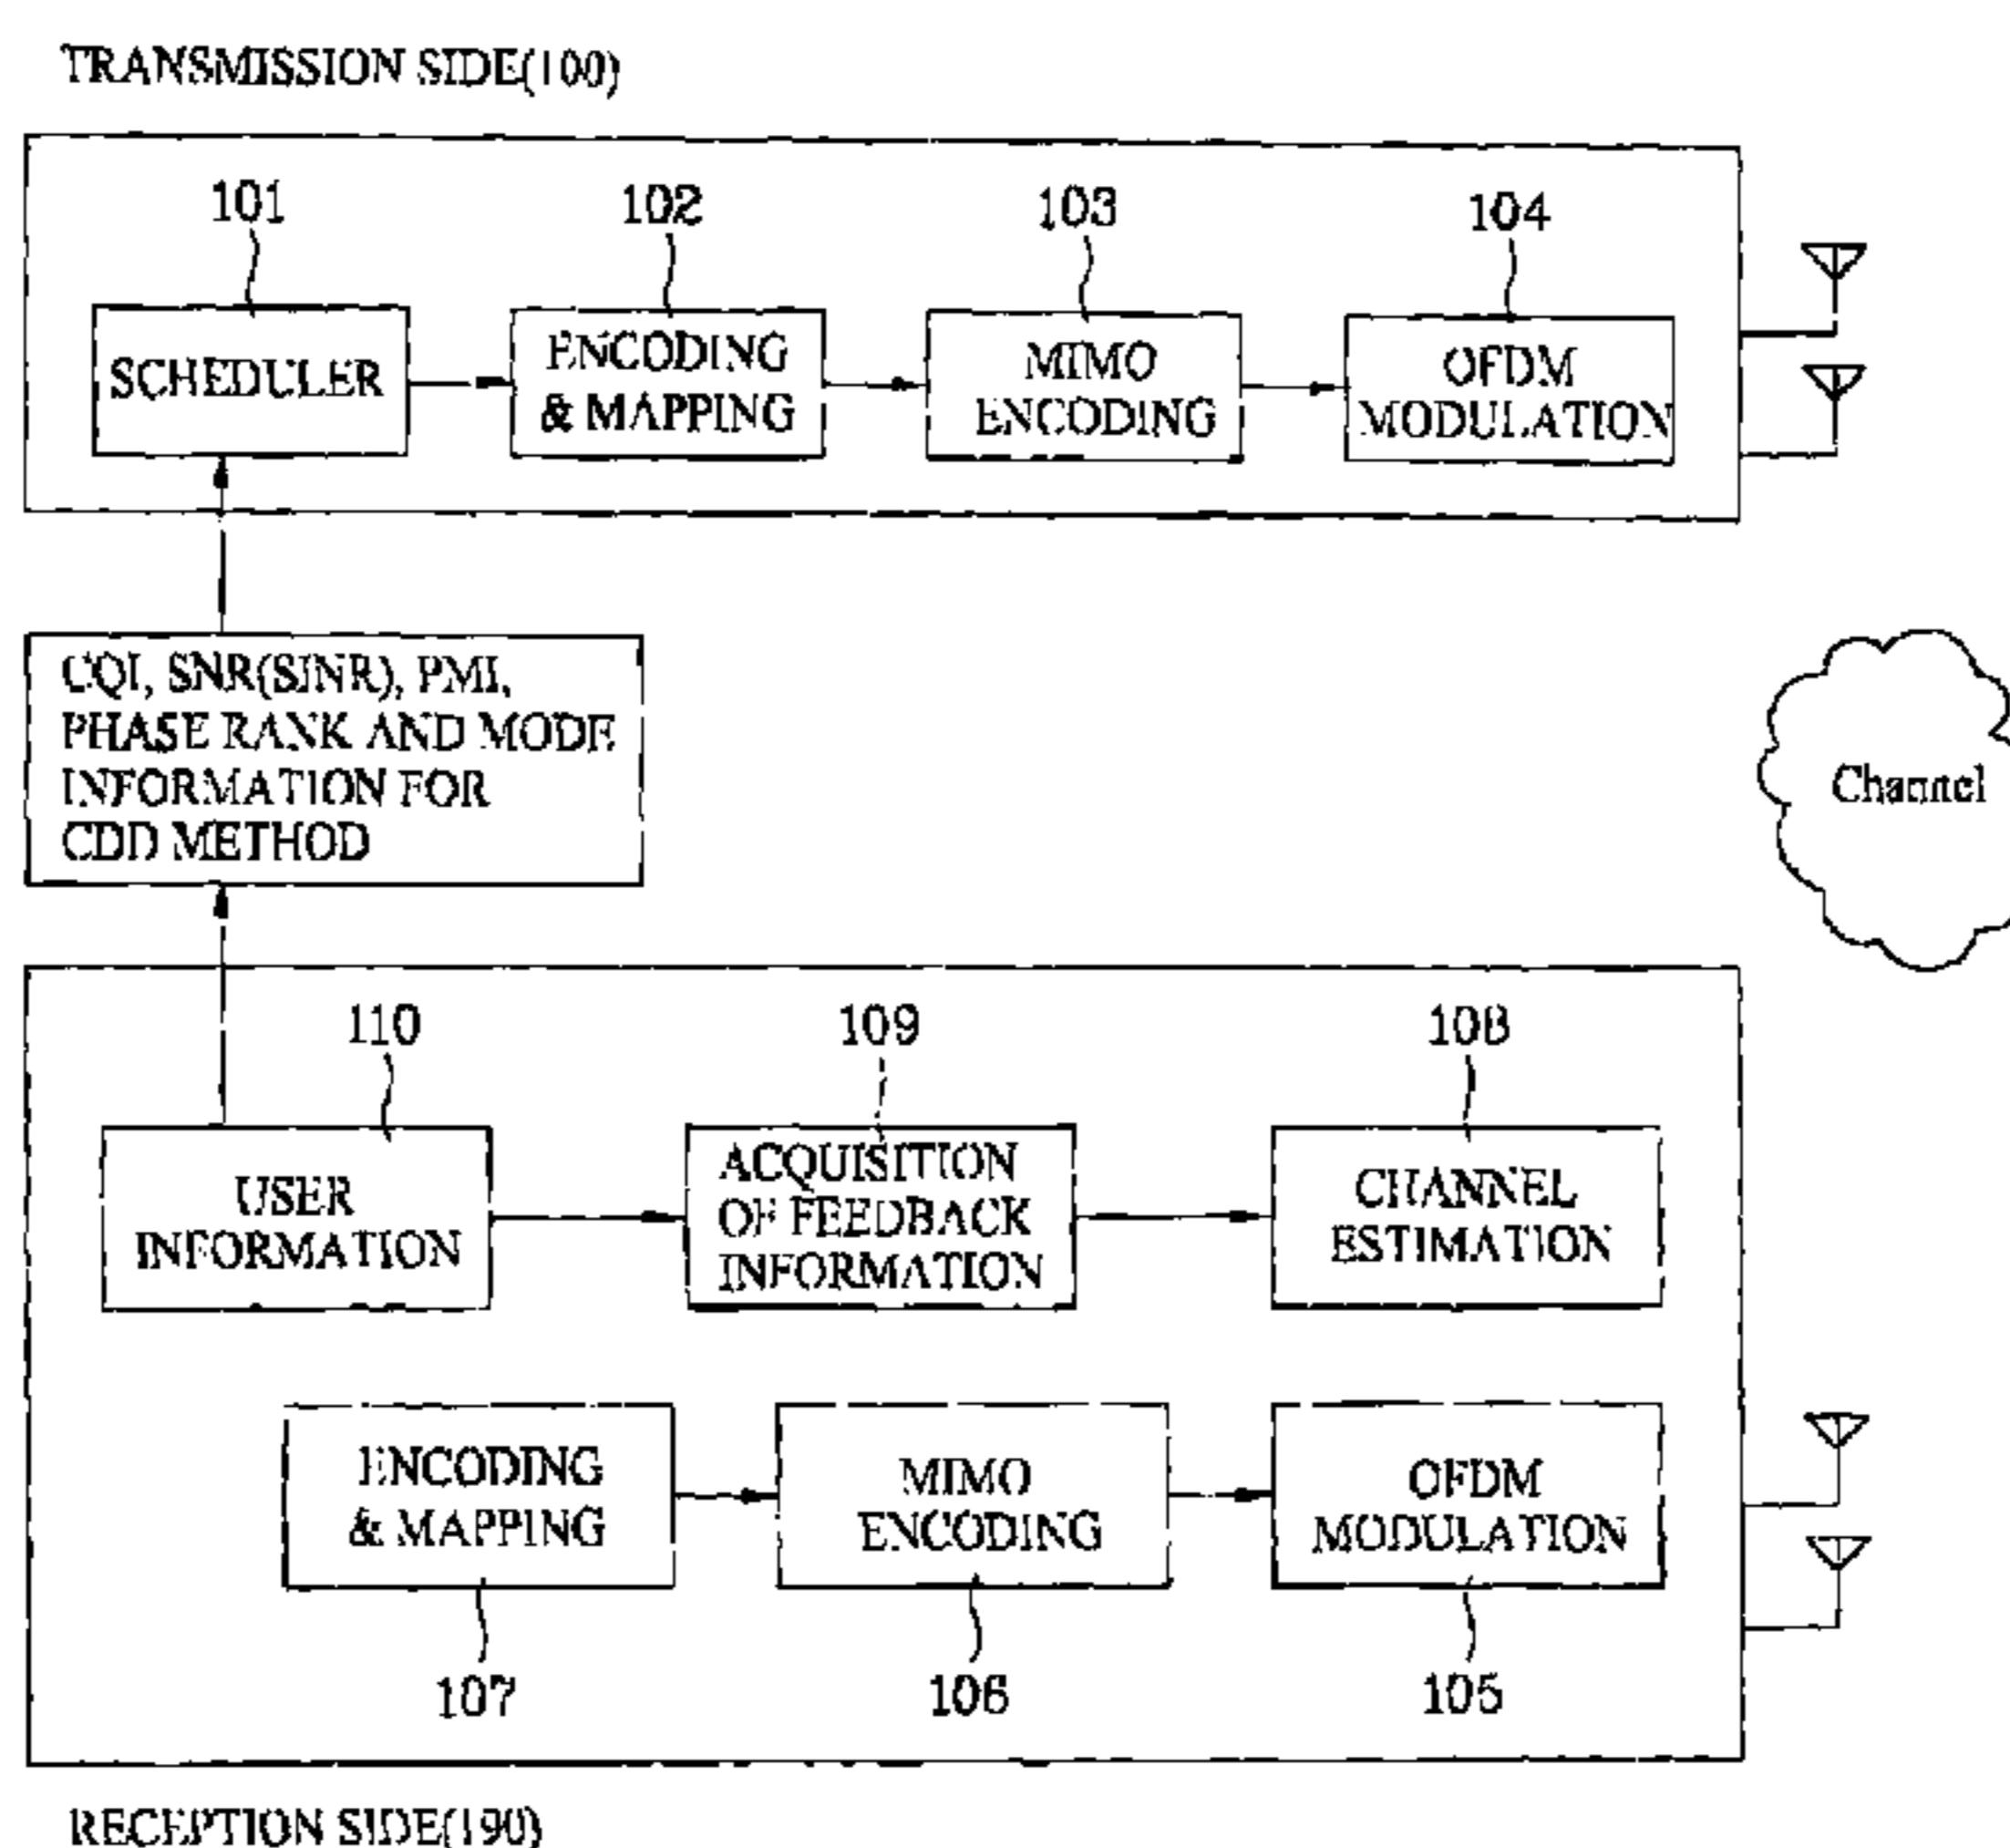 TRANSMISSION SIDE(100)
101
102
103
104
SCHEDULER
ENCODING
& MAPPING
MIMO
ENCODING
OFDM
MODULATION
CQI, SNR(SINR), PMI,
PHASE RANK AND MODE
INFORMATION FOR
CDD METHOD
Channel
110
109
108
USER
INFORMATION
ACQUISITION
OF FEEDBACK
INFORMATION
CHANNEL
ESTIMATION
ENCODING
& MAPPING
MIMO
ENCODING
OFDM
MODULATION
107
106
105
RECEPTION SIDE(190)